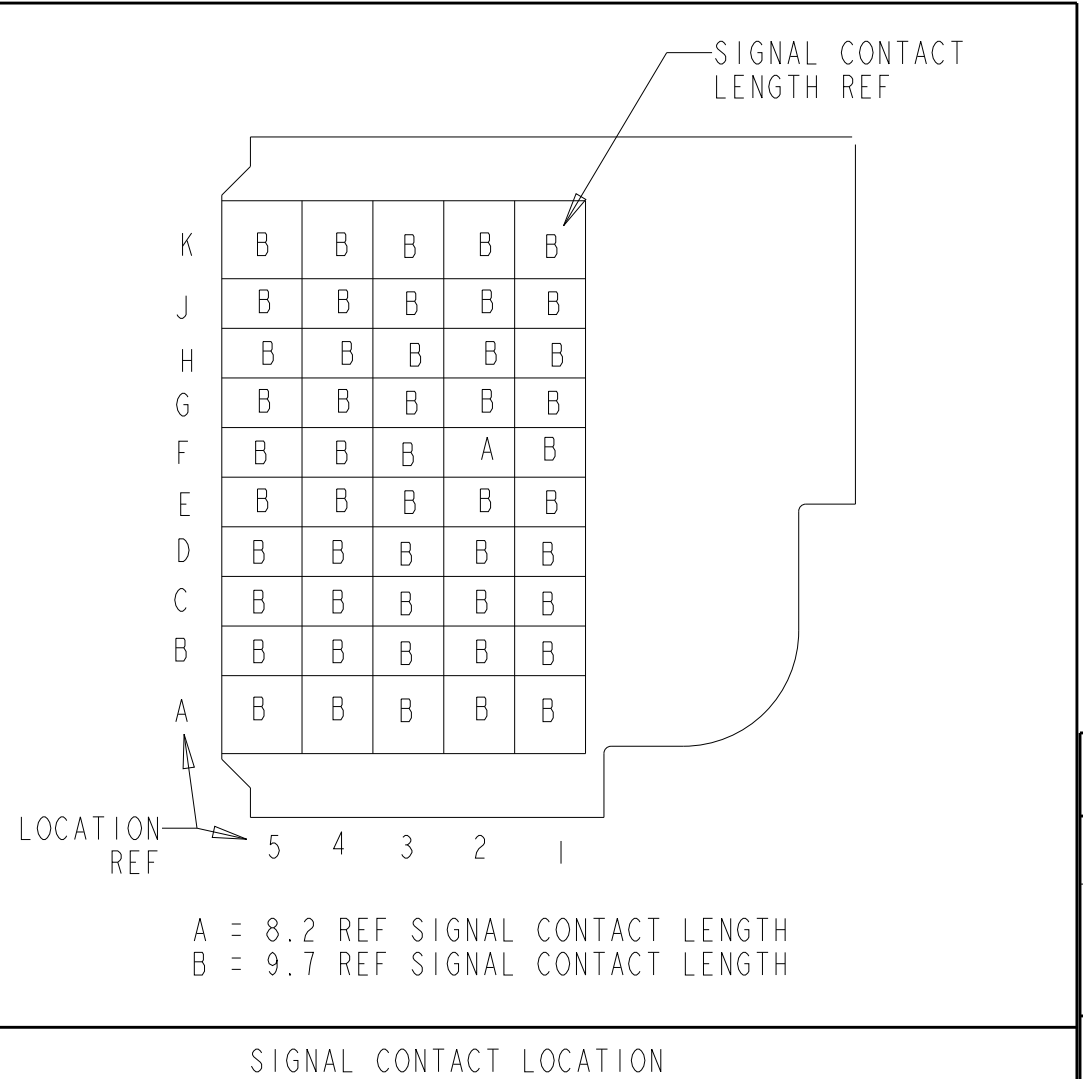 SIGNAL CONTACT
LENGTH REF
K B B B B B
J B B B B B
H B B B B B
G B B B B B
F B B B A B
E B B B B B
D B B B B B
C B B B B B
B B B B B B
A B B B B B
LOCATION
REF
5 4 3 2 1
A = 8.2 REF SIGNAL CONTACT LENGTH
B = 9.7 REF SIGNAL CONTACT LENGTH
SIGNAL CONTACT LOCATION